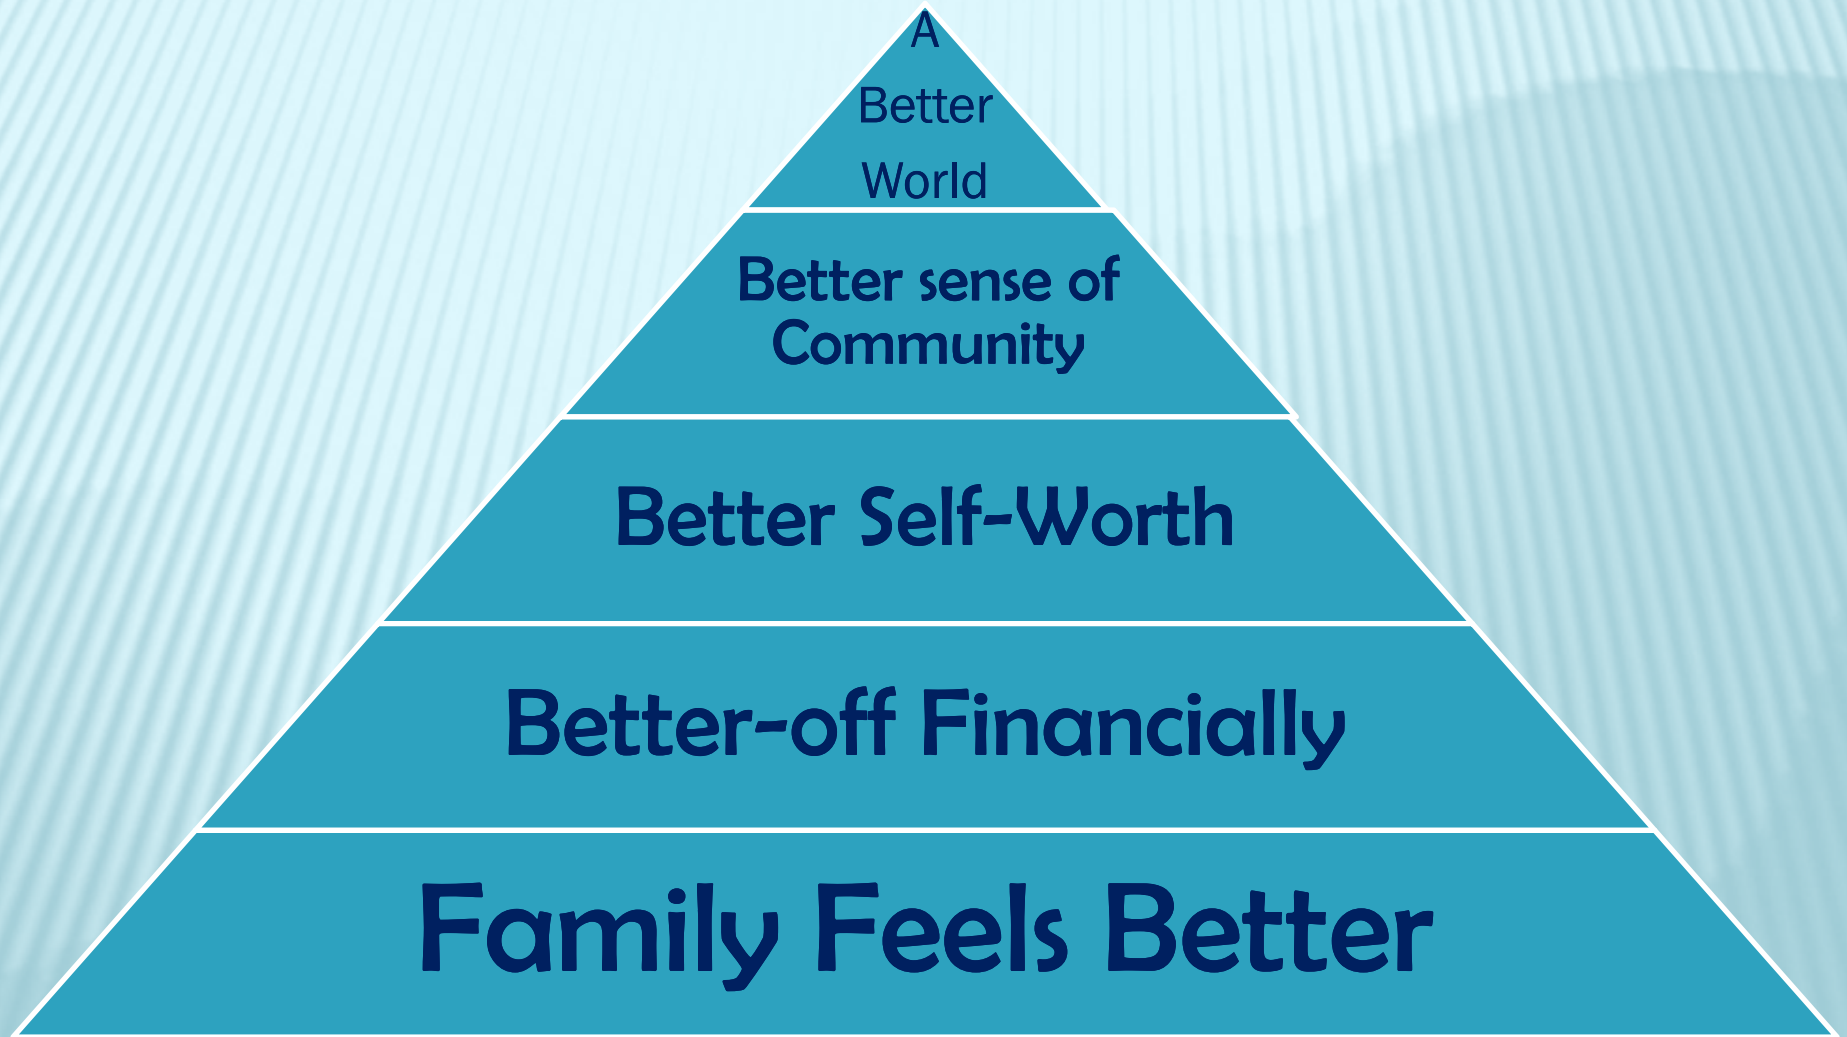 A
Better
World
Better sense of
Community
Better Self-Worth
Better-off Financially
Family Feels Better